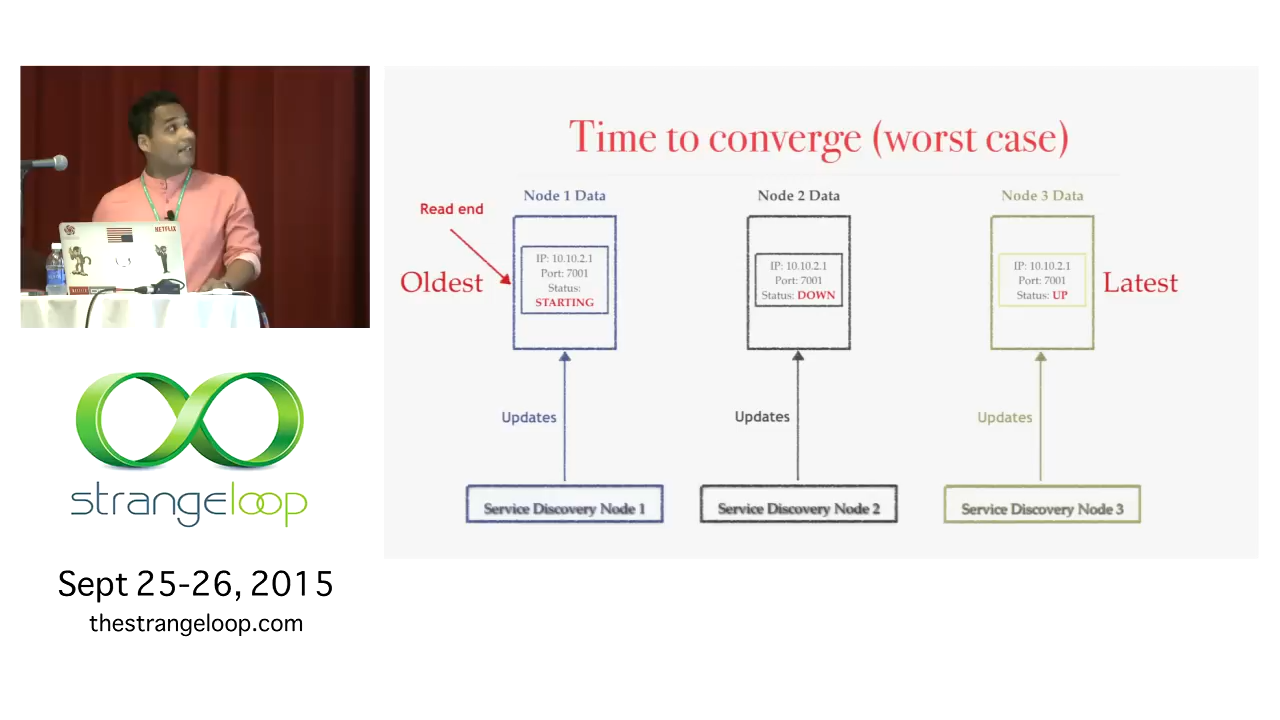 NETFLIX
strangeloop
Sept 25-26, 2015
thestrangeloop.com
Time to converge (worst case)
Read end
Oldest
Node 1 Data
IP: 10.10.2.1
Port: 7001
Status:
STARTING
Updates
Service Discovery Node 1
Node 2 Data
IP: 10.10.2.1
Port: 7001
Status: DOWN
Updates
Service Discovery Node 2
Node 3 Data
IP: 10.10.2.1
Port: 7001
Status: UP
Latest
Updates
Service Discovery Node 3